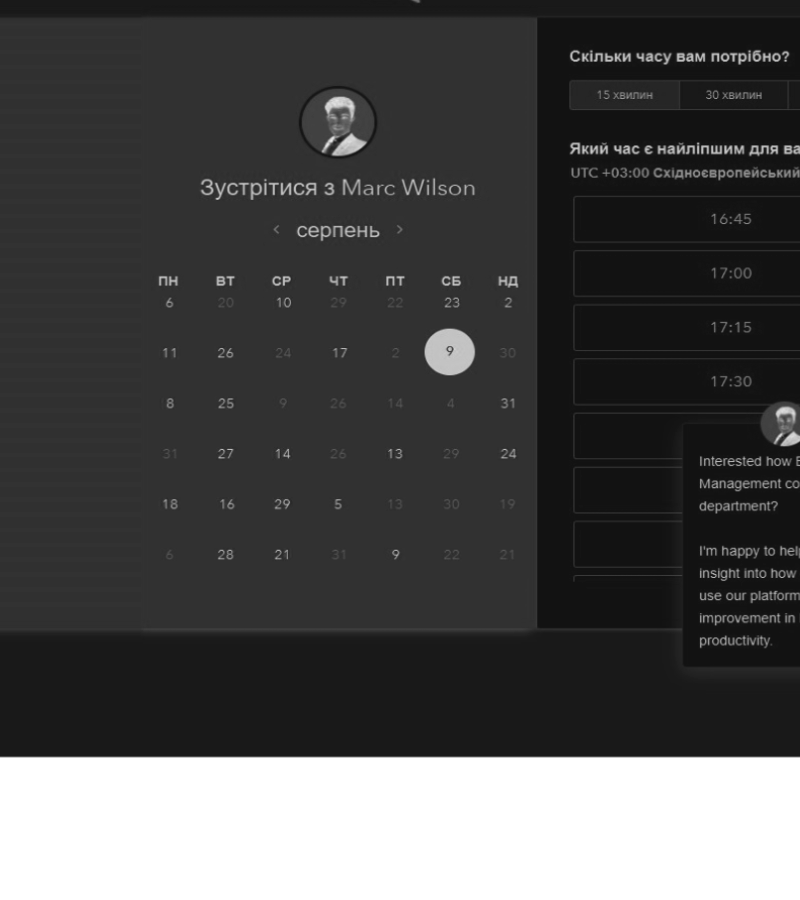 Зустрітися з Marc Wilson
< серпень >
ПН ВТ СР ЧТ ПТ СБ НД
6 20 10 29 22 23 2
11 26 24 17 2 9 30
8 25 9 26 14 4 31
31 27 14 26 13 29 24
18 16 29 5 13 30 19
6 28 21 31 9 22 21
Скільки часу вам потрібно?
15 хвилин 30 хвилин
Який час є найліпшим для ва
UTC +03:00 Східноєвропейський
16:45
17:00
17:15
17:30
Interested how
Management co
department?
I'm happy to help
insight into how
use our platform
improvement in
productivity.